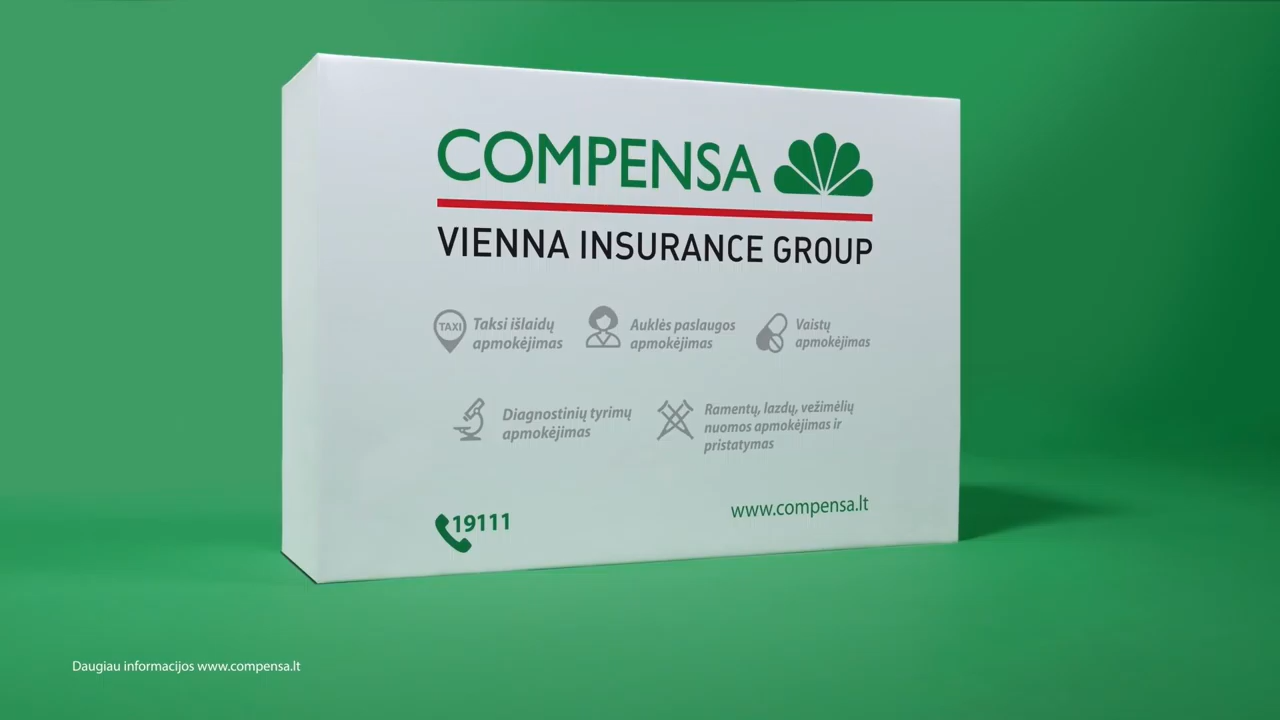 COMPENSA
VIENNA INSURANCE GROUP
TAXI
Taksi išlaidų
apmokėjimas
Auklės paslaugos
apmokėjimas
Vaistų
apmokėjimas
Diagnostinių tyrimų
apmokėjimas
Ramentų, lazdų, vežimėlių
nuomos apmokėjimas ir
pristatymas
19111
www.compensa.lt
Daugiau informacijos www.compensa.lt